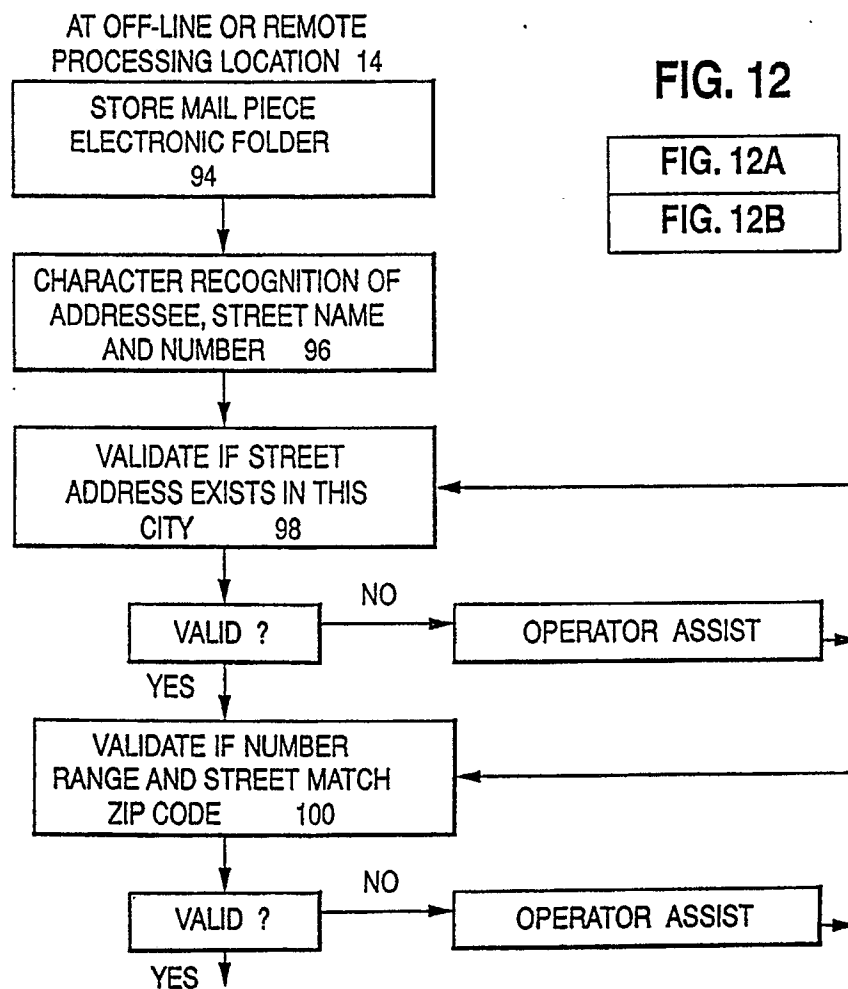 AT OFF-LINE OR REMOTE
PROCESSING LOCATION 14
STORE MAIL PIECE
ELECTRONIC FOLDER
94
FIG. 12
FIG. 12A
FIG. 12B
CHARACTER RECOGNITION OF
ADDRESSEE, STREET NAME
AND NUMBER 96
VALIDATE IF STREET
ADDRESS EXISTS IN THIS
CITY 98
VALID ?
NO
OPERATOR ASSIST
YES
VALIDATE IF NUMBER
RANGE AND STREET MATCH
ZIP CODE 100
VALID ?
NO
OPERATOR ASSIST
YES